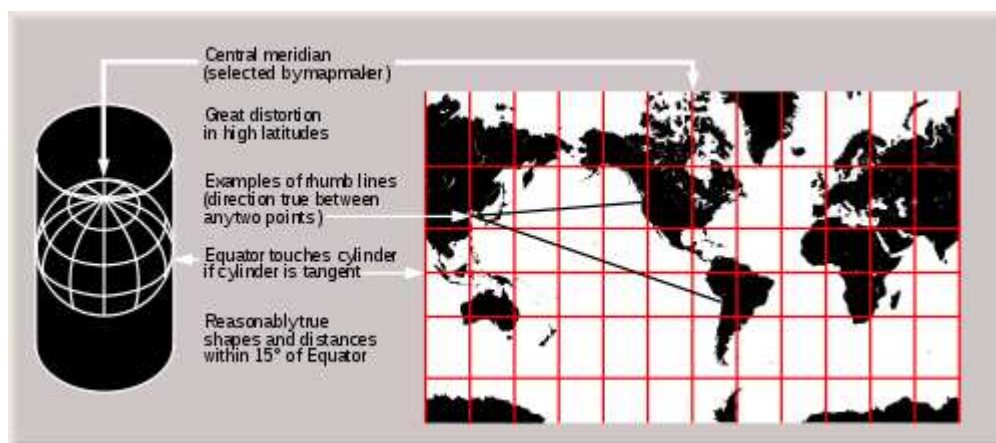 Central meridian
(selected bymapmaker)
Great distortion
in high latitudes
Examples of rhumb lines
(direction true between
anytwo points)
Equator touches cylinder
if cylinder is tangent
Reasonablytrue
shapes and distances
within 15° of Equator